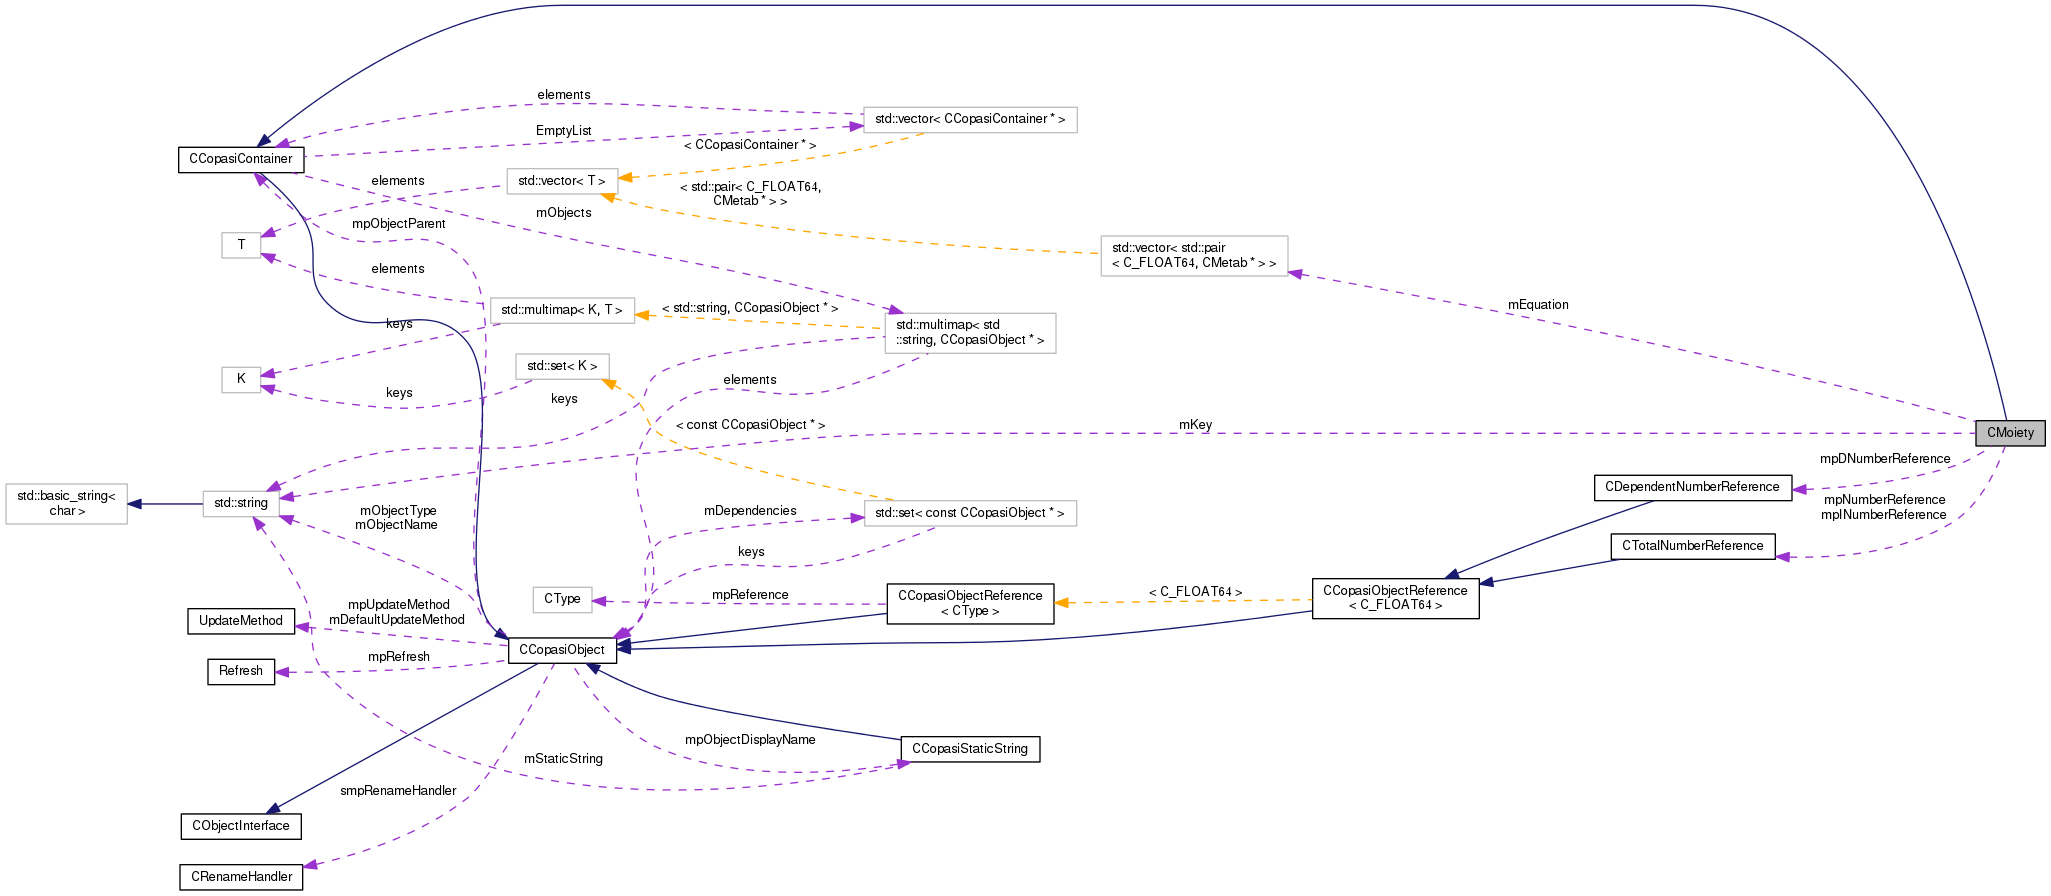 elements
std::vector< CCopasiContainer * >
EmptyList
< CCopasiContainer * >
CCopasiContainer
elements
std::vector< T >
< std::pair< C_FLOAT64,
CMetab * > >
mObjects
mpObjectParent
T
std::vector< std::pair
< C_FLOAT64, CMetab * > >
elements
std::multimap< K, T >
< std::string, CCopasiObject * >
mEquation
keys
std::multimap< std
::string, CCopasiObject * >
std::set< K >
K
keys
elements
keys
< const CCopasiObject * >
mKey
CMoiety
mpDNumberReference
CDependentNumberReference
std::basic_string<
char >
std::string
mObjectType
mObjectName
mDependencies
std::set< const CCopasiObject * >
mpNumberReference
mpINumberReference
CTotalNumberReference
keys
CType
mpReference
CCopasiObjectReference
< CType >
< C_FLOAT64 >
CCopasiObjectReference
< C_FLOAT64 >
UpdateMethod
mpUpdateMethod
mDefaultUpdateMethod
CCopasiObject
Refresh
mpRefresh
mpObjectDisplayName
CCopasiStaticString
mStaticString
smpRenameHandler
CObjectInterface
CRenameHandler